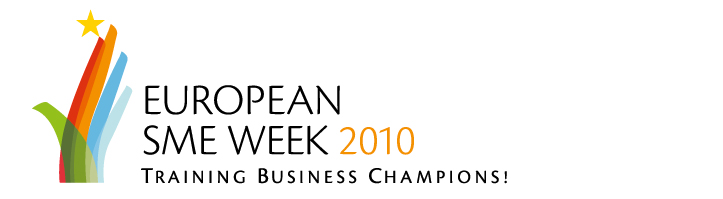 EUROPEAN
SME WEEK 2010
TRAINING BUSINESS CHAMPIONS!